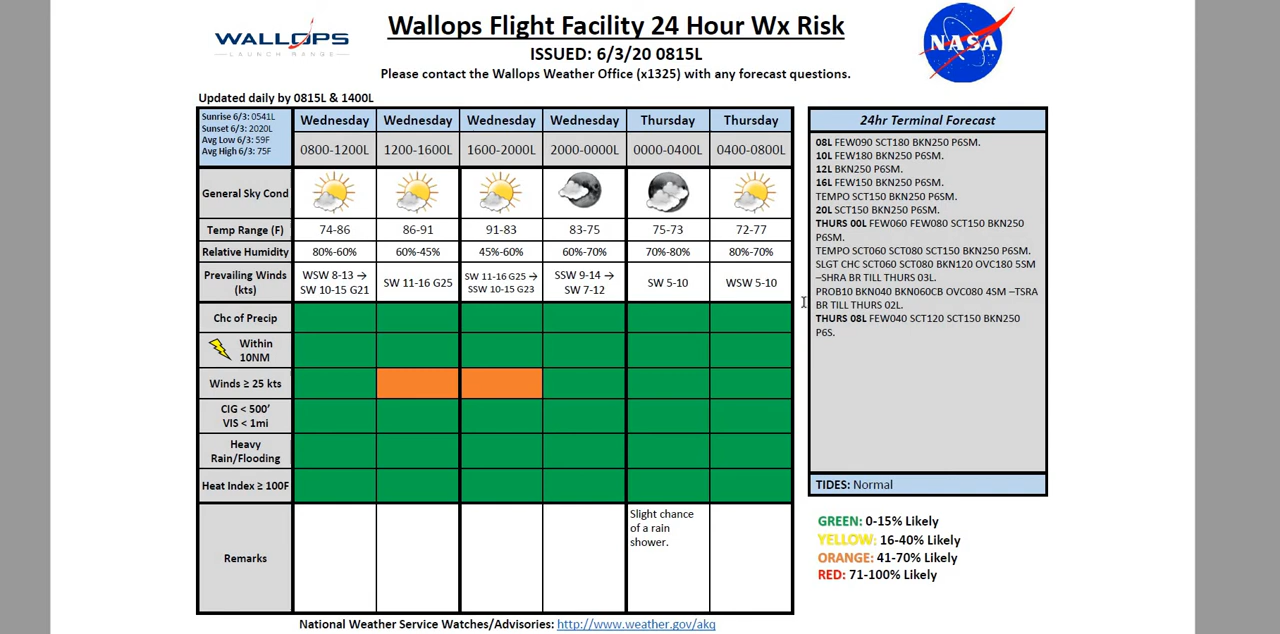 WALLOPS
LAUNCH RANGE
Wallops Flight Facility 24 Hour Wx Risk
ISSUED: 6/3/20 0815L
Please contact the Wallops Weather Office (x1325) with any forecast questions.
NASA
Updated daily by 0815L & 1400L
Sunrise 6/3: 0541L
Sunset 6/3: 2020L
Avg Low 6/3: 59F
Avg High 6/3: 75F
Wednesday Wednesday Wednesday Wednesday Thursday Thursday
0800-1200L 1200-1600L 1600-2000L 2000-0000L 0000-0400L 0400-0800L
General Sky Cond
Temp Range (F) 74-86 86-91 91-83 83-75 75-73 72-77
Relative Humidity 80%-60% 60%-45% 45%-60% 60%-70% 70%-80% 80%-70%
Prevailing Winds
(kts)
WSW 8-13 →
SW 10-15 G21
SW 11-16 G25
SW 11-16 G25 →
SSW 10-15 G23
SSW 9-14 →
SW 7-12
SW 5-10
WSW 5-10
Chc of Precip
Within
10NM
Winds ≥ 25 kts
CIG < 500’
VIS < 1mi
Heavy
Rain/Flooding
Heat Index ≥ 100F
Remarks
Slight chance
of a rain
shower.
24hr Terminal Forecast
08L FEW090 SCT180 BKN250 P6SM.
10L FEW180 BKN250 P6SM.
12L BKN250 P6SM.
16L FEW150 BKN250 P6SM.
TEMPO SCT150 BKN250 P6SM.
20L SCT150 BKN250 P6SM.
THURS 00L FEW060 FEW080 SCT150 BKN250
P6SM.
TEMPO SCT060 SCT080 SCT150 BKN250 P6SM.
SLGT CHC SCT060 SCT080 BKN120 OVC180 5SM
–SHRA BR TILL THURS 03L.
PROB10 BKN040 BKN060CB OVC080 4SM –TSRA
BR TILL THURS 02L.
THURS 08L FEW040 SCT120 SCT150 BKN250
P6S.
TIDES: Normal
GREEN: 0-15% Likely
YELLOW: 16-40% Likely
ORANGE: 41-70% Likely
RED: 71-100% Likely
National Weather Service Watches/Advisories: http://www.weather.gov/akq